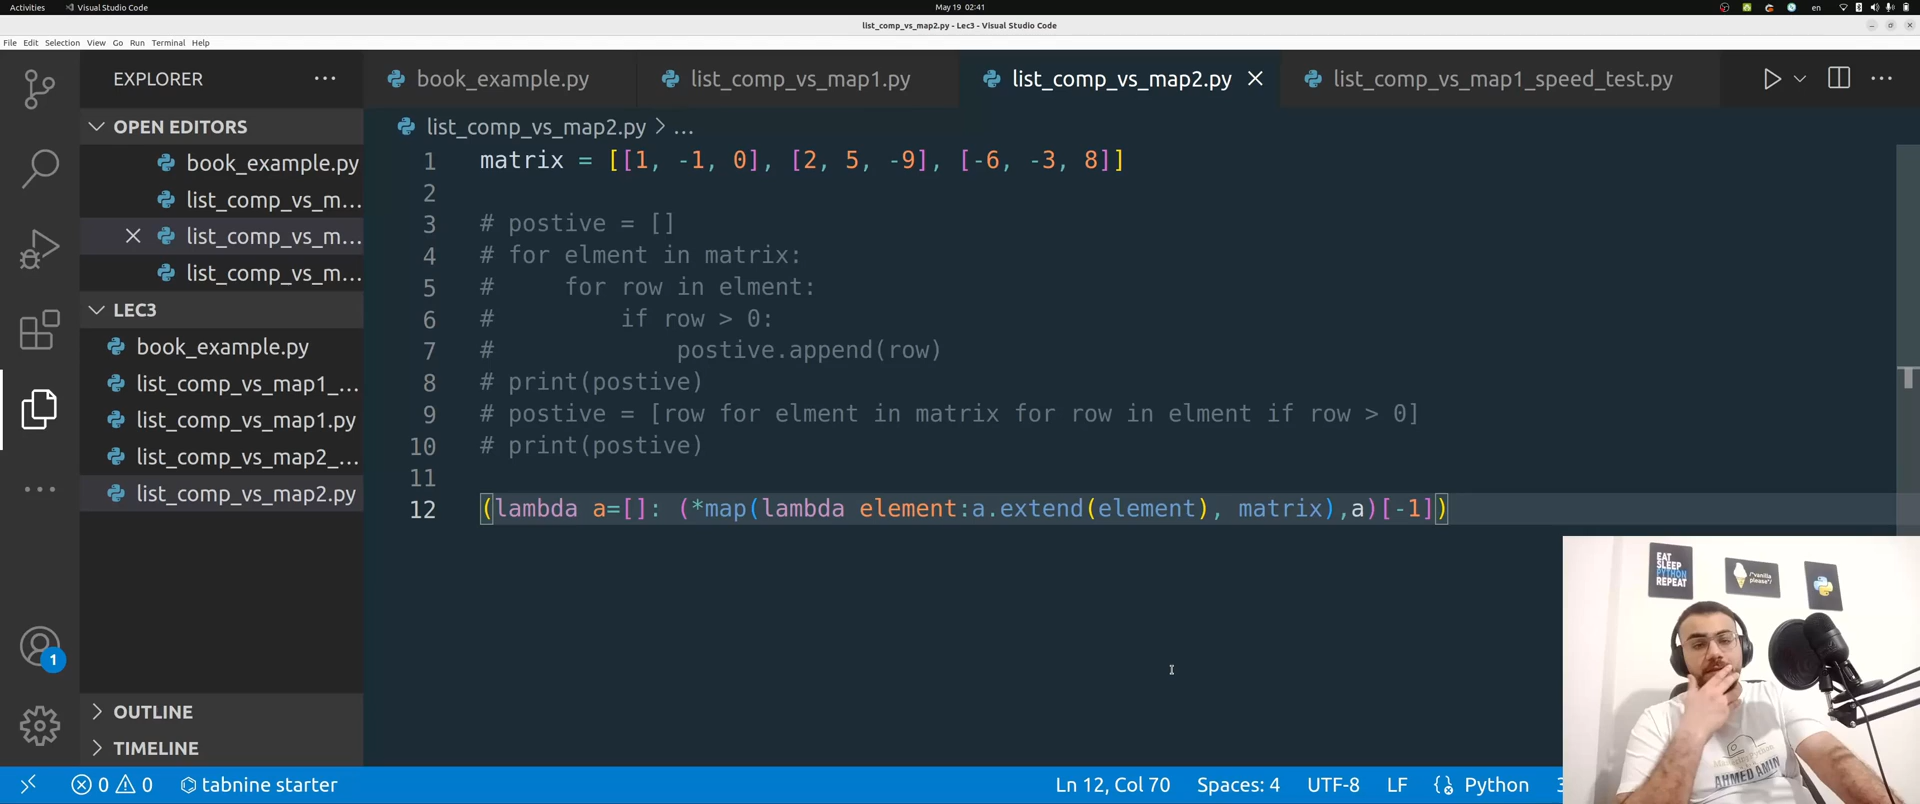 Activities
Visual Studio Code
May 19 02:41
en
list_comp_vs_map2.py - Lec3 - Visual Studio Code
File Edit Selection View Go Run Terminal Help
EXPLORER
book_example.py
list_comp_vs_map1.py
list_comp_vs_map2.py
list_comp_vs_map1_speed_test.py
OPEN EDITORS
book_example.py
list_comp_vs_m...
list_comp_vs_m...
list_comp_vs_m...
LEC3
book_example.py
list_comp_vs_map1_...
list_comp_vs_map1.py
list_comp_vs_map2_...
list_comp_vs_map2.py
OUTLINE
TIMELINE
1
list_comp_vs_map2.py > ...
1 matrix = [[1, -1, 0], [2, 5, -9], [-6, -3, 8]]
2
3 # postive = []
4 # for elment in matrix:
5 #     for row in elment:
6 #         if row > 0:
7 #             postive.append(row)
8 # print(postive)
9 # postive = [row for elment in matrix for row in elment if row > 0]
10 # print(postive)
11
12 (lambda a=[]: (*map(lambda element:a.extend(element), matrix),a)[-1])
EAT
SLEEP
PYTHON
REPEAT
/*vanilla
please*/
Mastering Python
AHMED AMIN
0 0 tabnine starter
Ln 12, Col 70 Spaces: 4 UTF-8 LF Python